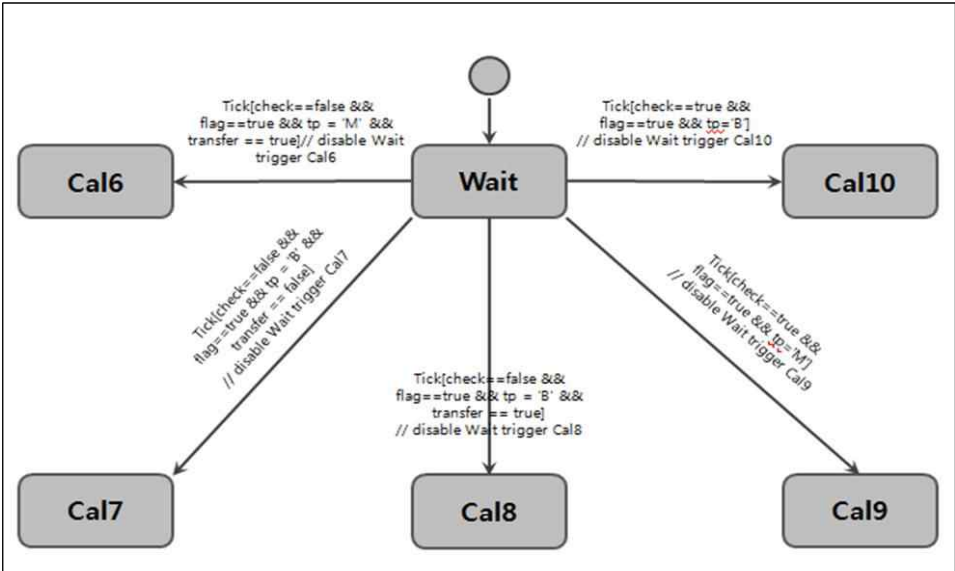 Tick[check==false &&
flag==true && tp = 'M' &&
transfer == true]// disable Wait
trigger Cal6
Tick[check==true &&
flag==true && tp='B']
// disable Wait trigger Cal10
Cal6
Wait
Cal10
Tick[check==false &&
flag==true && tp = 'B' &&
transfer == false]
// disable Wait trigger Cal7
Tick[check==true &&
flag==true && tp='M']
// disable Wait trigger Cal9
Tick[check==false &&
flag==true && tp = 'B' &&
transfer == true]
// disable Wait trigger Cal8
Cal7
Cal8
Cal9